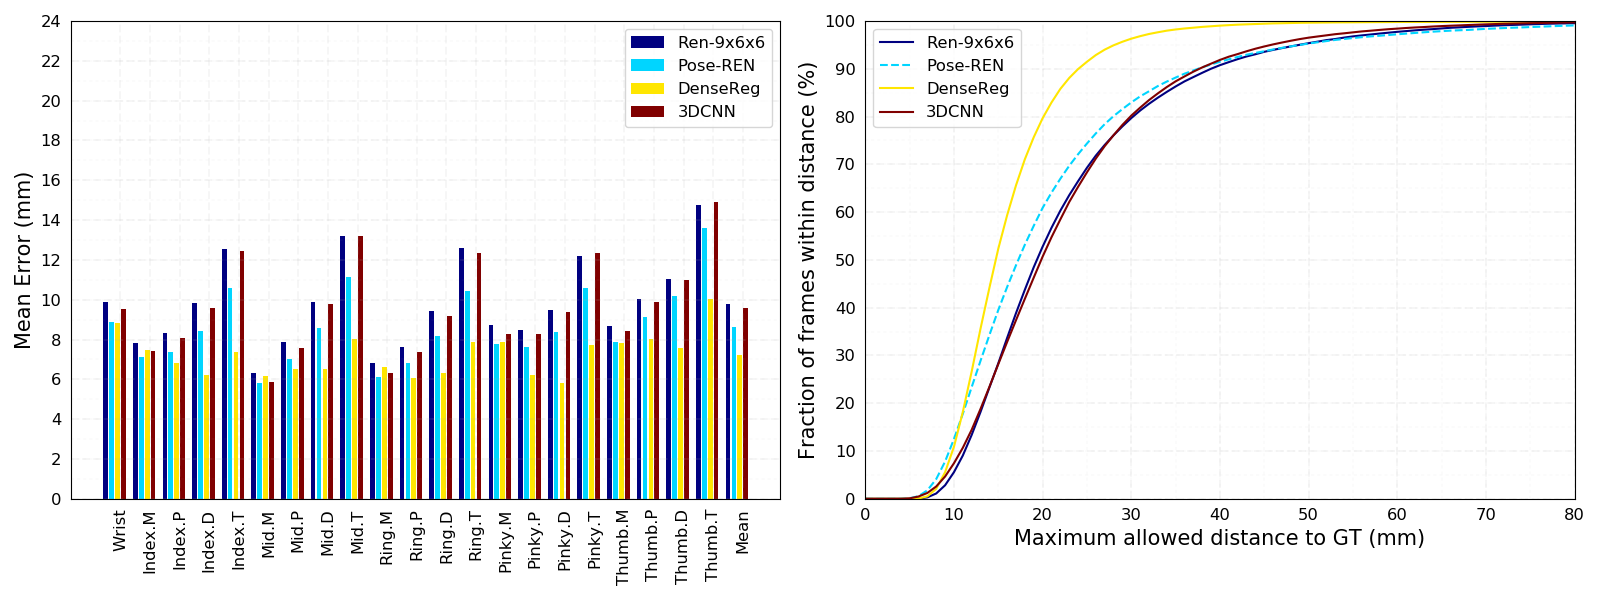 24
22
20
18
16
14
12
10
8
6
4
2
0
Mean Error (mm)
Ren-9x6x6
Pose-REN
DenseReg
3DCNN
Wrist
Index.M
Index.P
Index.D
Index.T
Mid.M
Mid.P
Mid.D
Mid.T
Ring.M
Ring.P
Ring.D
Ring.T
Pinky.M
Pinky.P
Pinky.D
Pinky.T
Thumb.M
Thumb.P
Thumb.D
Thumb.T
Mean
100
90
80
70
60
50
40
30
20
10
0
Fraction of frames within distance (%)
Ren-9x6x6
Pose-REN
DenseReg
3DCNN
0 10 20 30 40 50 60 70 80
Maximum allowed distance to GT (mm)